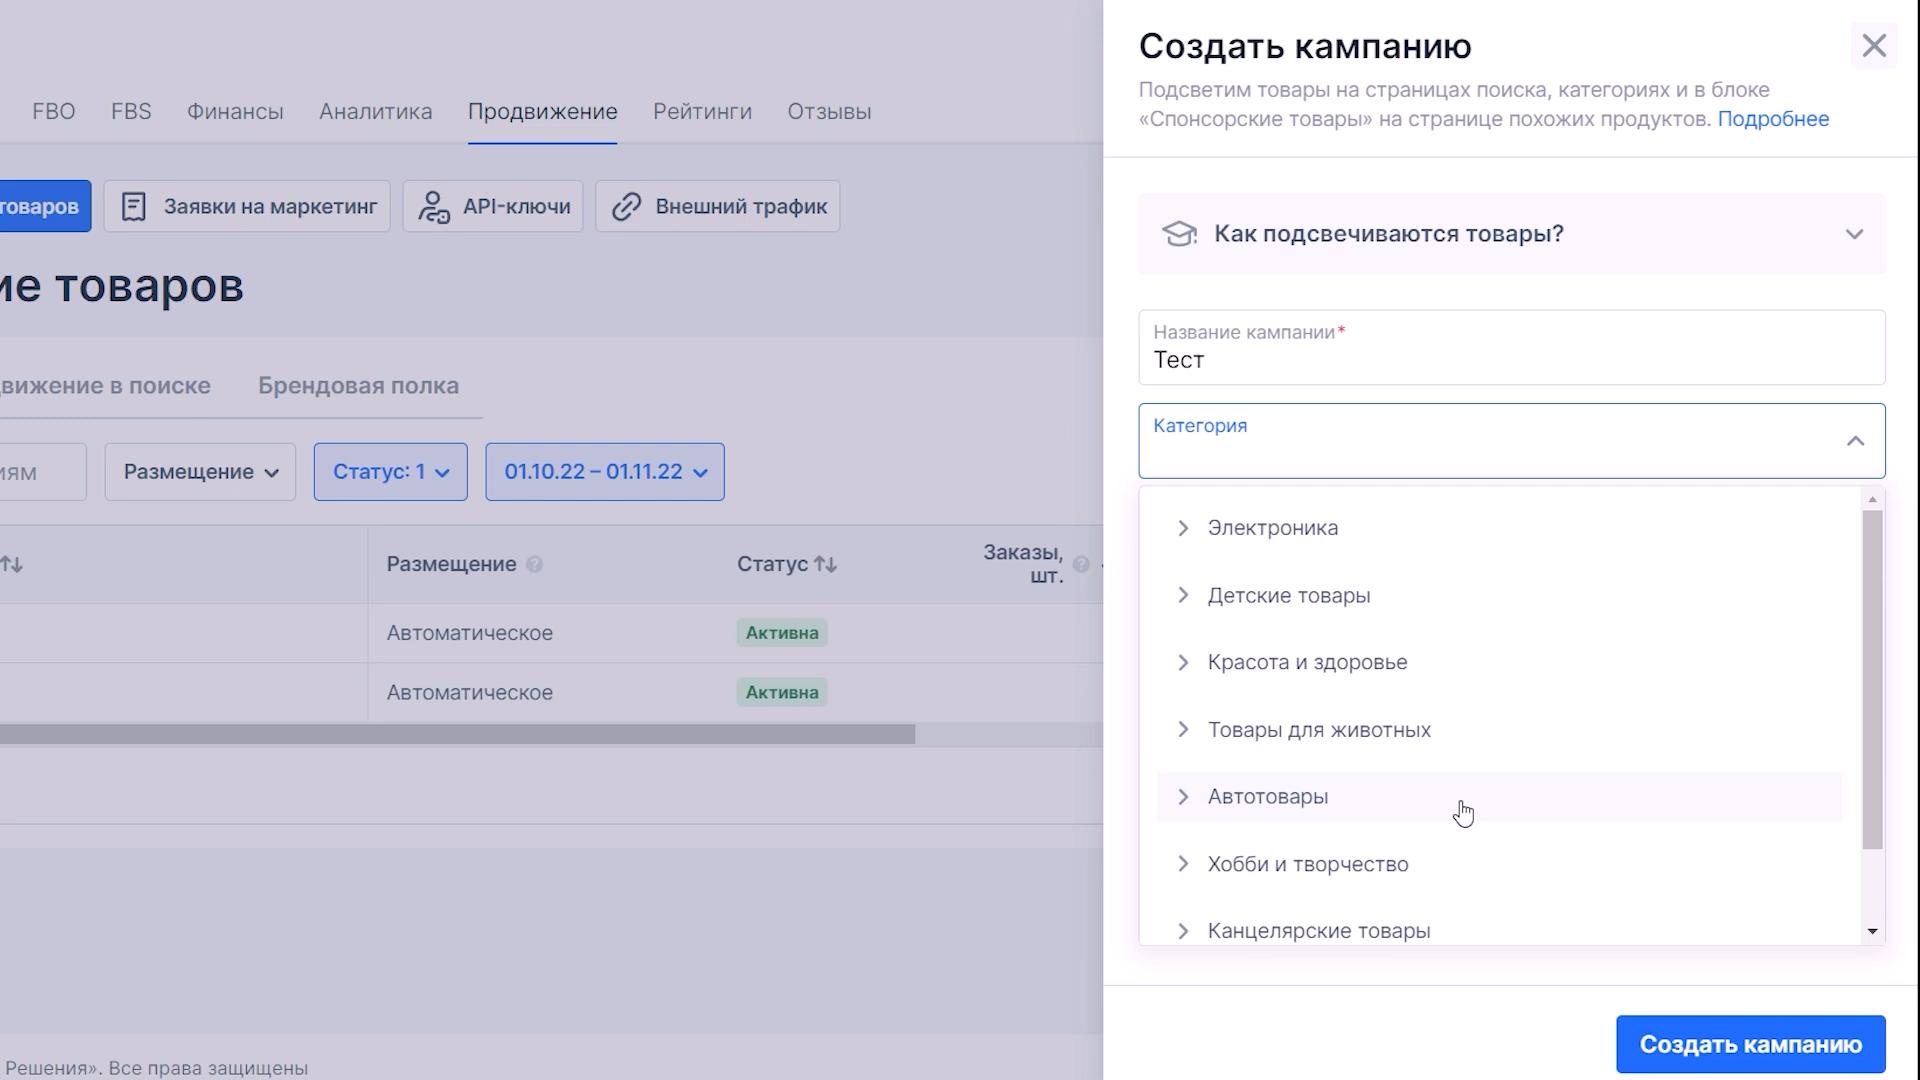 FBO FBS Финансы Аналитика Продвижение Рейтинги Отзывы
товаров Заявки на маркетинг API-ключи Внешний трафик
товаров
в поиске Брендовая полка
Размещение Статус: 1 01.10.22 – 01.11.22
Размещение Статус Заказы,
шт.
Автоматическое Активна
Автоматическое Активна
Решения». Все права защищены
Создать кампанию
Подсветим товары на страницах поиска, категориях и в блоке
«Спонсорские товары» на странице похожих продуктов. Подробнее
Как подсвечиваются товары?
Название кампании*
Тест
Категория
Электроника
Детские товары
Красота и здоровье
Товары для животных
Автотовары
Хобби и творчество
Канцелярские товары
Создать кампанию